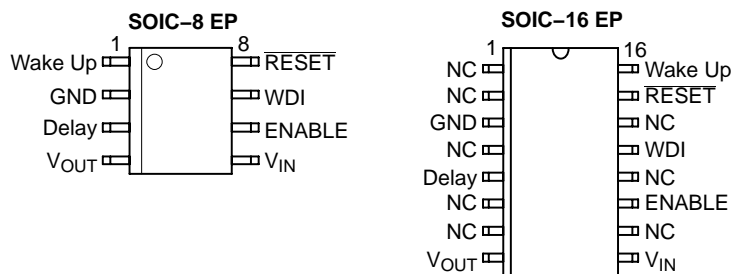 SOIC–8 EP
1 8
Wake Up RESET
GND WDI
Delay ENABLE
VOUT VIN
SOIC–16 EP
1 16
NC Wake Up
NC RESET
GND NC
NC WDI
Delay NC
NC ENABLE
NC NC
VOUT VIN